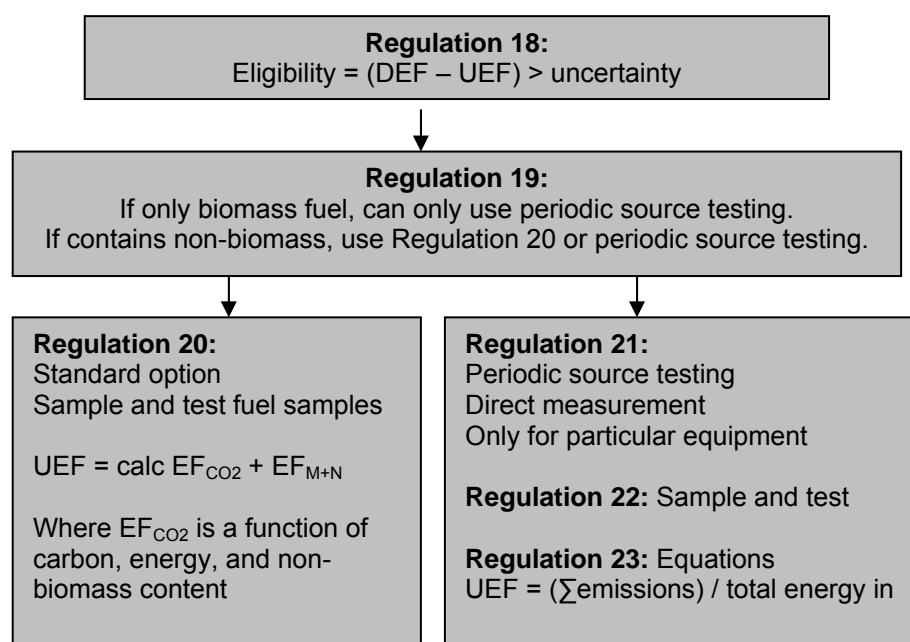 Regulation 18:
Eligibility = (DEF – UEF) > uncertainty
Regulation 19:
If only biomass fuel, can only use periodic source testing.
If contains non-biomass, use Regulation 20 or periodic source testing.
Regulation 20:
Standard option
Sample and test fuel samples
UEF = calc EF_CO2 + EF_M+N
Where EF_CO2 is a function of
carbon, energy, and non-
biomass content
Regulation 21:
Periodic source testing
Direct measurement
Only for particular equipment
Regulation 22: Sample and test
Regulation 23: Equations
UEF = (∑emissions) / total energy in